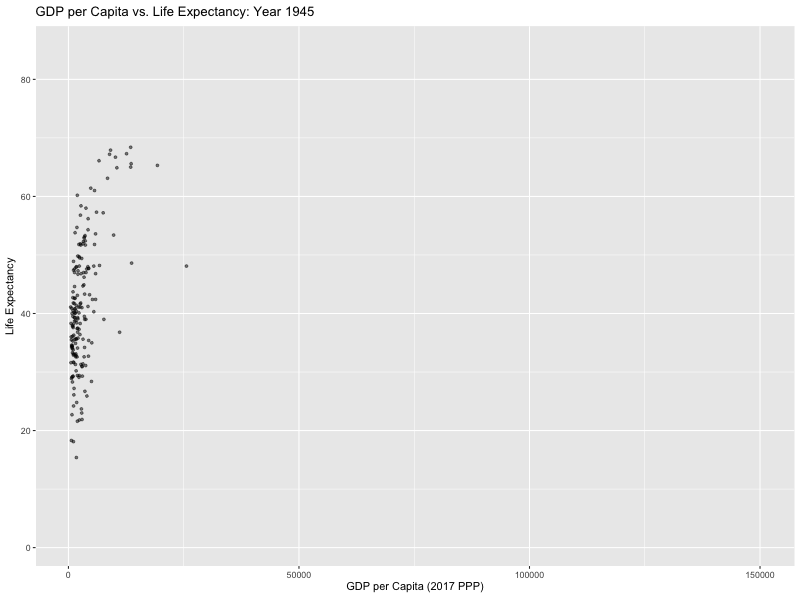 GDP per Capita vs. Life Expectancy: Year 1945
80
60
40
20
0
Life Expectancy
0 50000 100000 150000
GDP per Capita (2017 PPP)